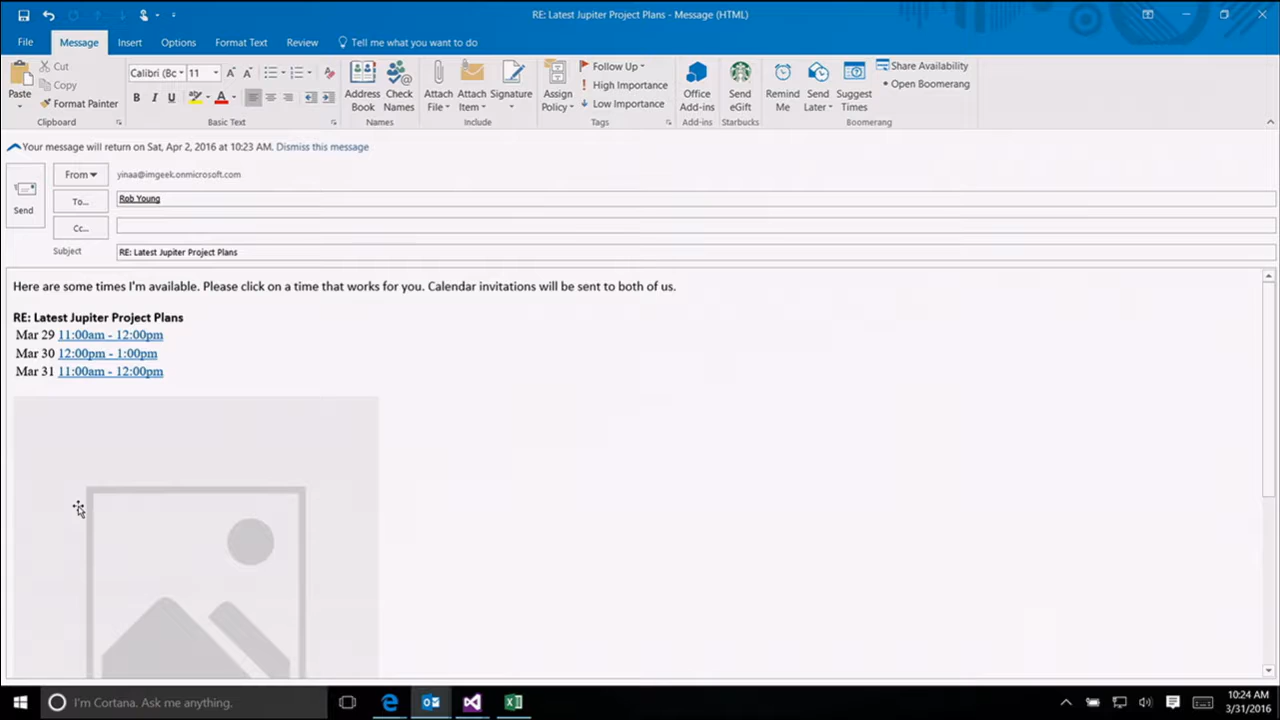 RE: Latest Jupiter Project Plans - Message (HTML)
File Message Insert Options Format Text Review Tell me what you want to do
Paste
Cut
Copy
Format Painter
Clipboard
Calibri (Bc 11
B I U
Basic Text
Address Book
Check Names
Names
Attach File
Attach Item
Signature
Include
Assign Policy
Follow Up
High Importance
Low Importance
Tags
Office Add-ins
Add-ins
Send eGift
Starbucks
Remind Me
Send Later
Suggest Times
Share Availability
Open Boomerang
Boomerang
Your message will return on Sat, Apr 2, 2016 at 10:23 AM. Dismiss this message
Send
From yinaa@imgeek.onmicrosoft.com
To... Rob Young
Cc...
Subject RE: Latest Jupiter Project Plans
Here are some times I'm available. Please click on a time that works for you. Calendar invitations will be sent to both of us.
RE: Latest Jupiter Project Plans
Mar 29 11:00am - 12:00pm
Mar 30 12:00pm - 1:00pm
Mar 31 11:00am - 12:00pm
I'm Cortana. Ask me anything.
10:24 AM
3/31/2016